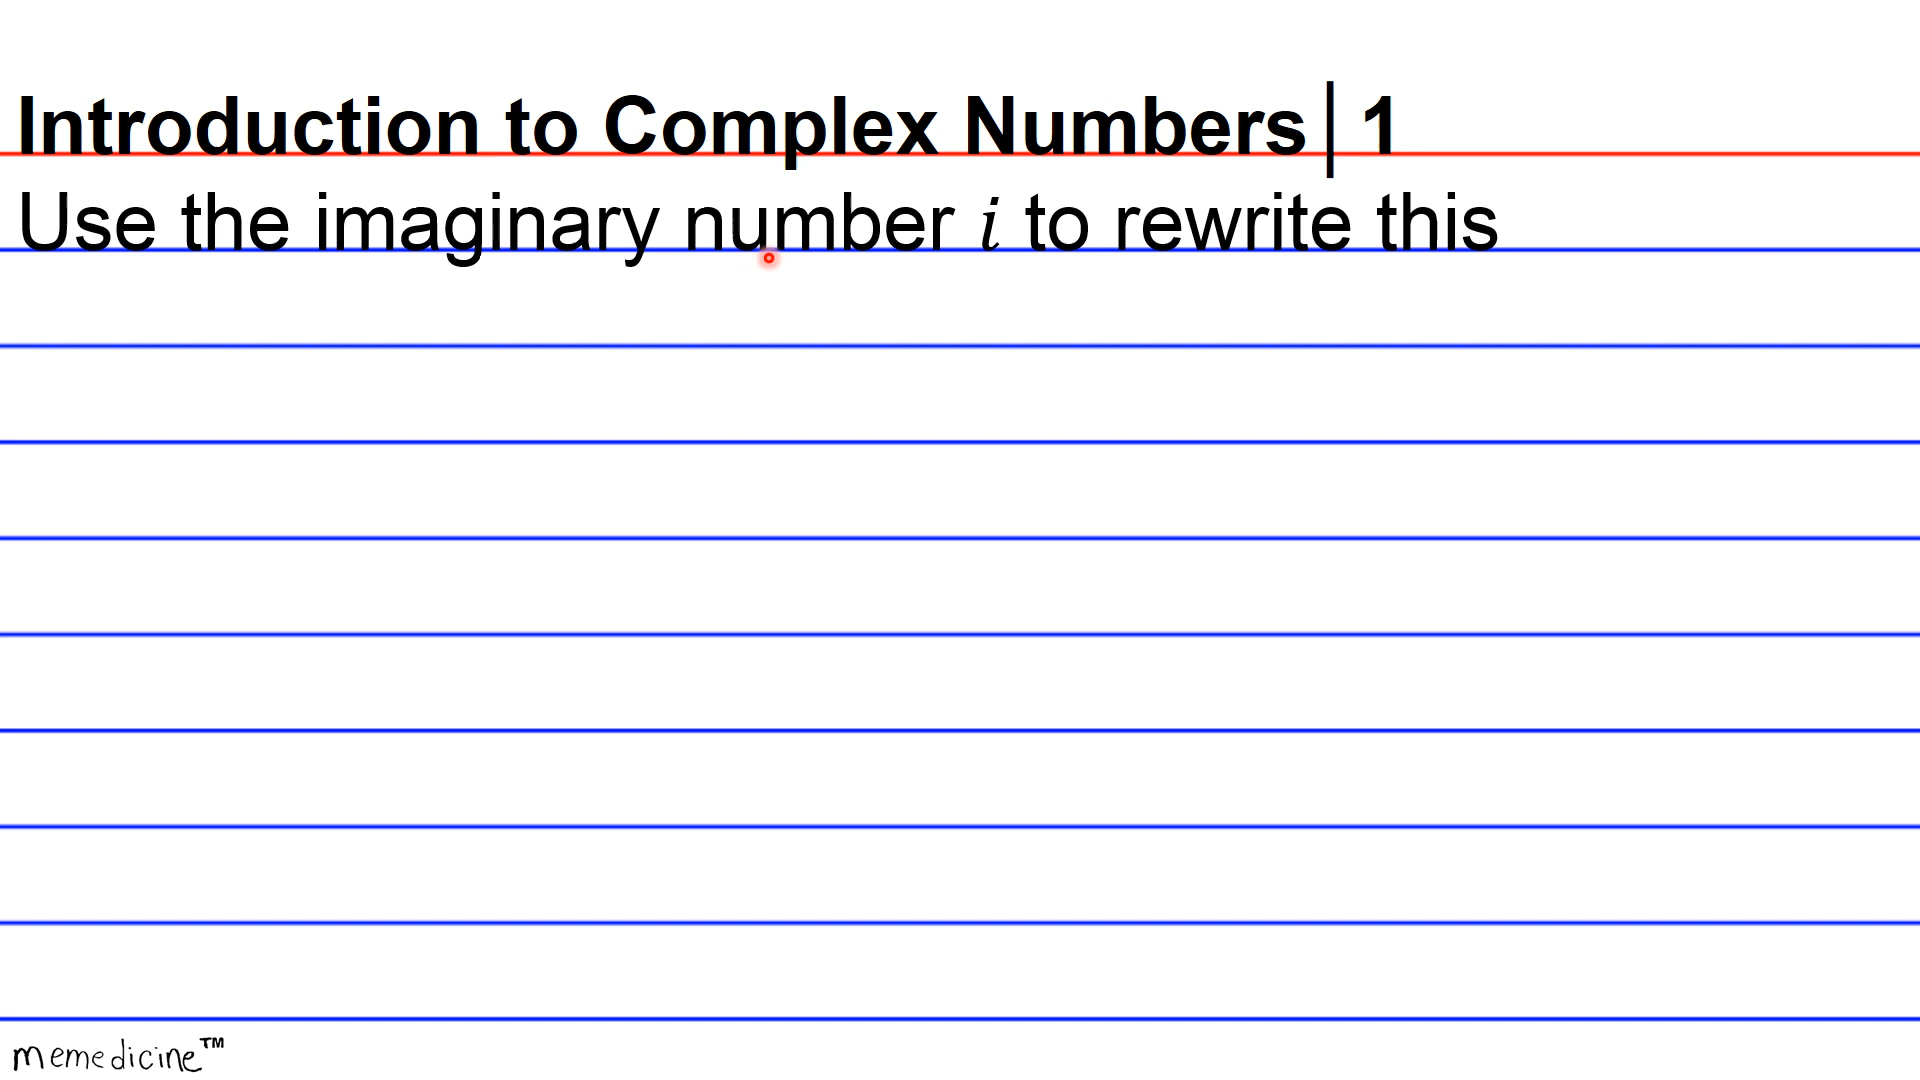 Introduction to Complex Numbers│1
Use the imaginary number 𝑖 to rewrite this
memedicine™